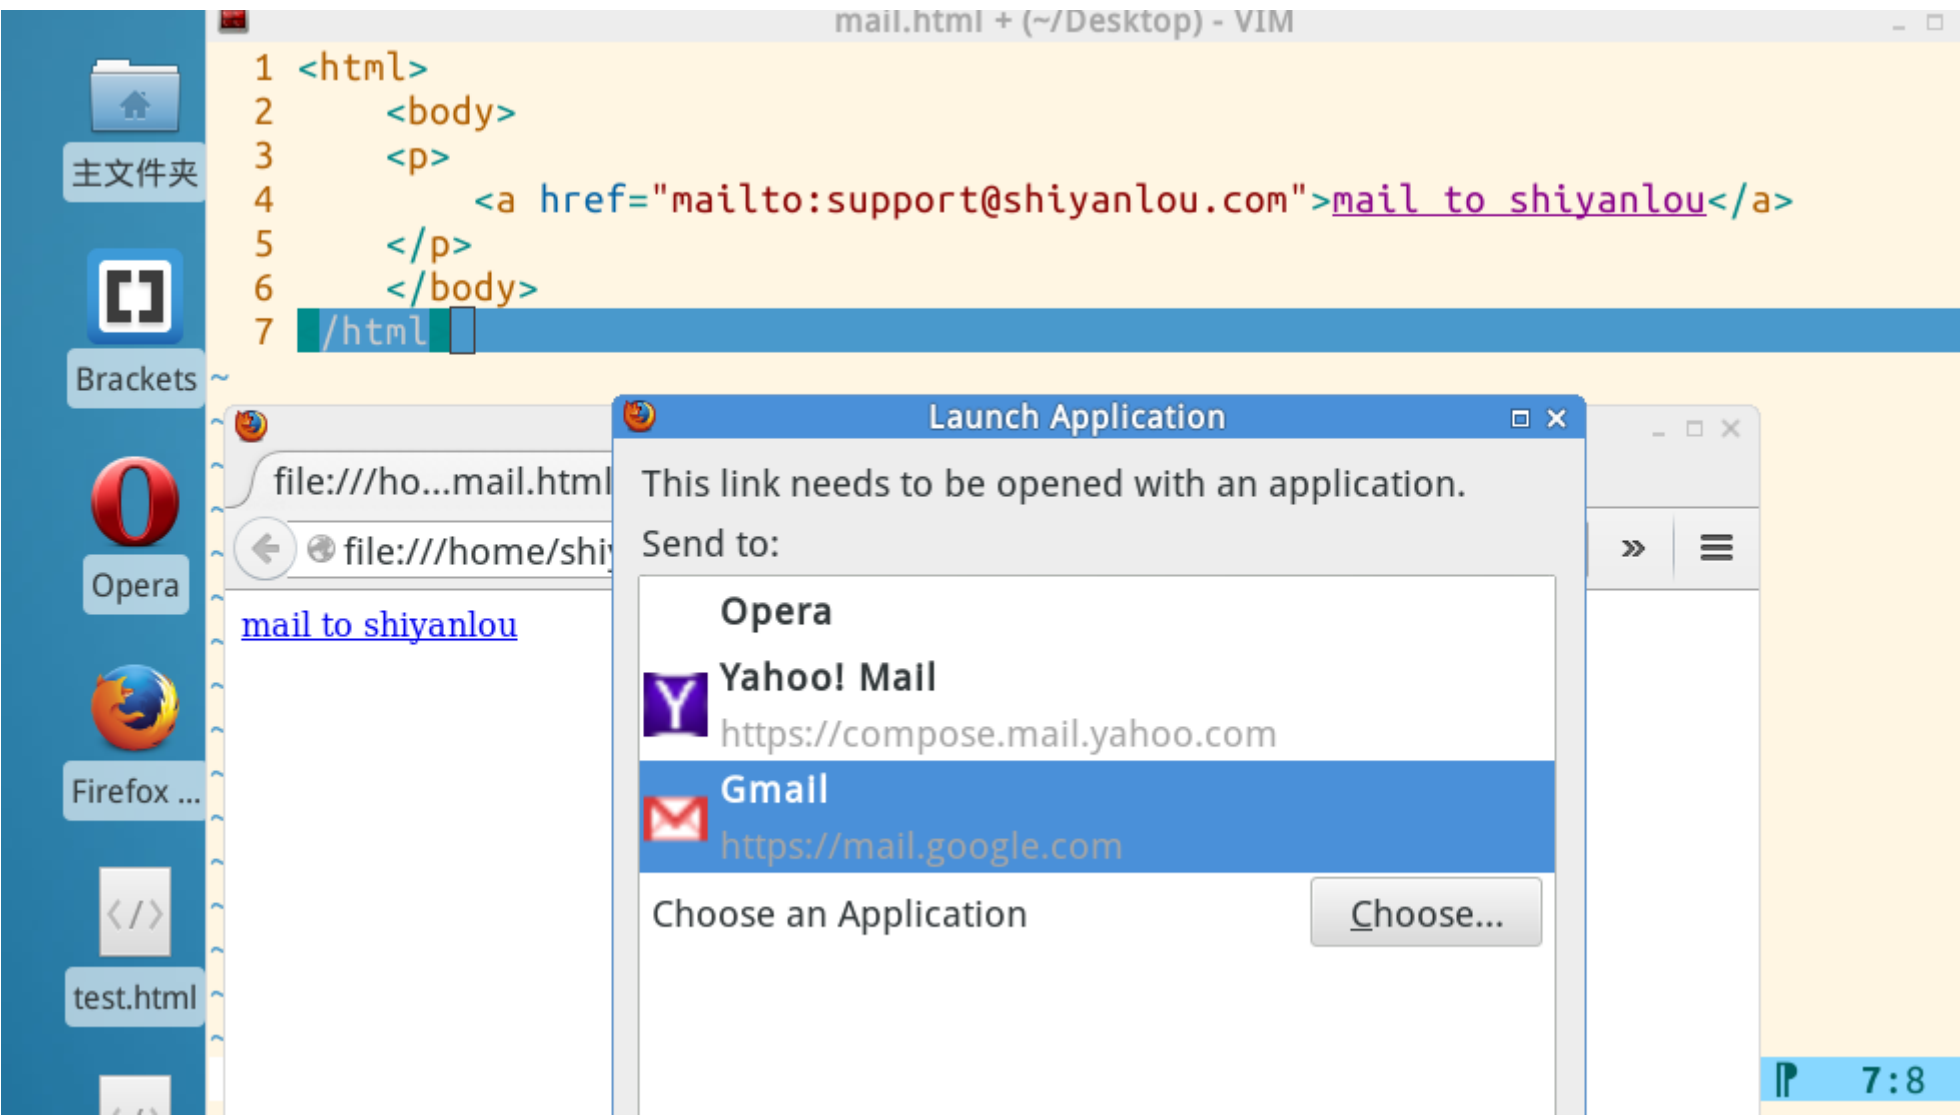 mail.html + (~/Desktop) - VIM
1 <html>
2 <body>
3 <p>
4 <a href="mailto:support@shiyanlou.com">mail to shiyanlou</a>
5 </p>
6 </body>
7 </html>
~
主文件夹
Brackets
Opera
Firefox ...
test.html
file:///ho...mail.html
file:///home/shiy
mail to shiyanlou
Launch Application
This link needs to be opened with an application.
Send to:
Opera
Yahoo! Mail
https://compose.mail.yahoo.com
Gmail
https://mail.google.com
Choose an Application
Choose...
7:8